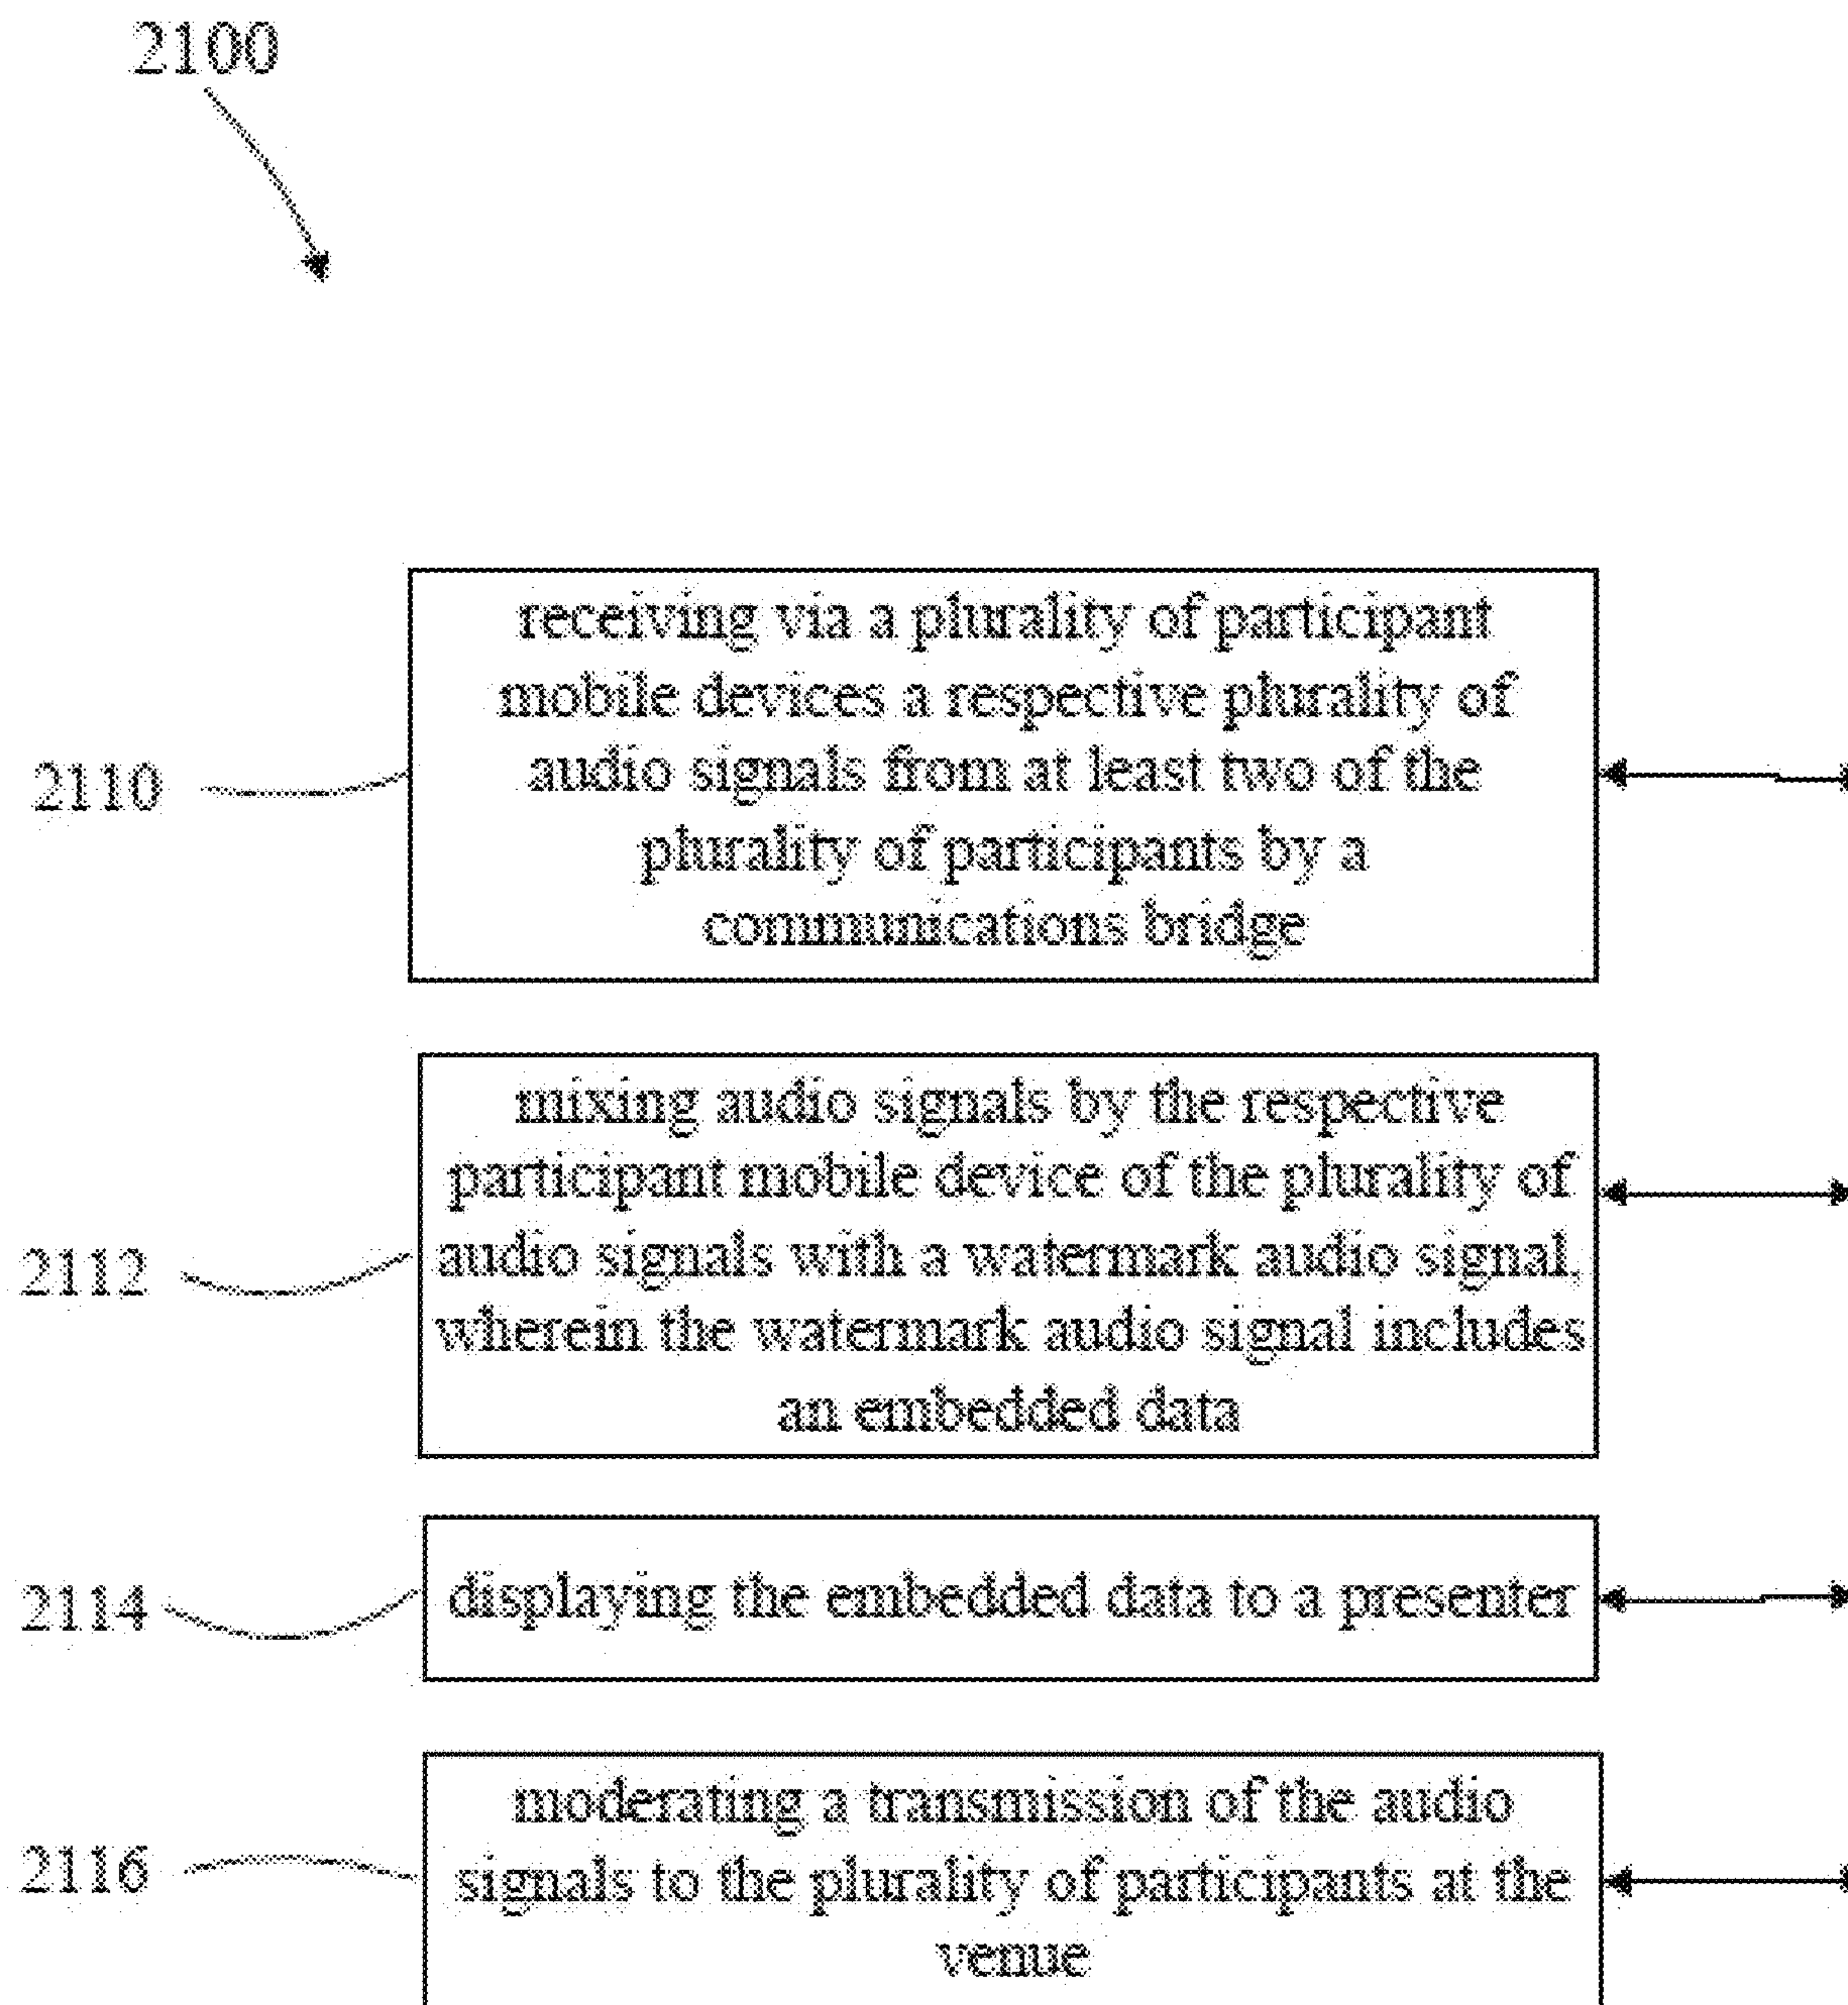 2100
receiving via a plurality of participant
mobile devices a respective plurality of
audio signals from at least two of the
plurality of participants by a
communications bridge
2110
mixing audio signals by the respective
participant mobile device of the plurality of
audio signals with a watermark audio signal,
wherein the watermark audio signal includes
an embedded data
2112
displaying the embedded data to a presenter
2114
moderating a transmission of the audio
signals to the plurality of participants at the
venue
2116